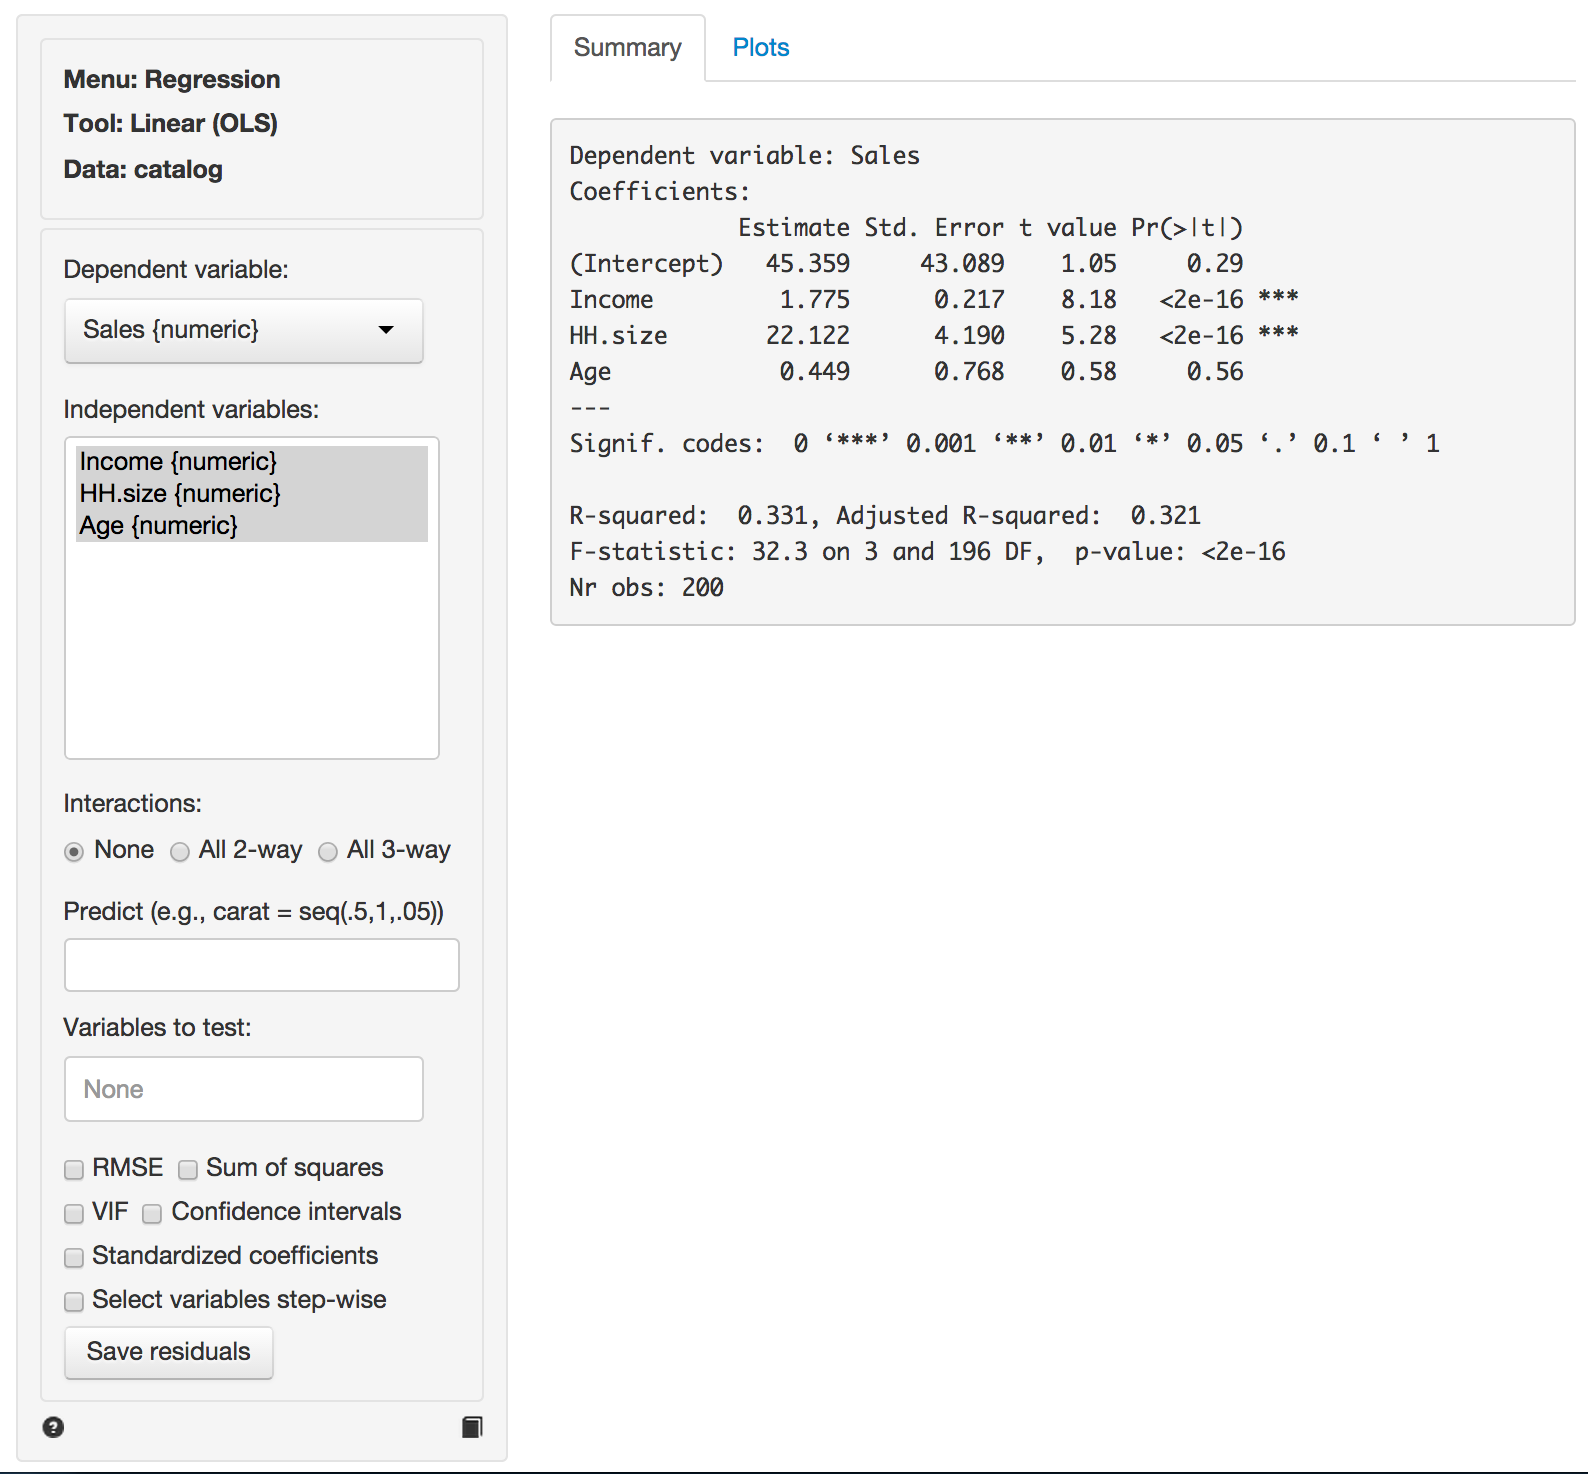 Menu: Regression
Tool: Linear (OLS)
Data: catalog
Dependent variable:
Sales {numeric}
Independent variables:
Income {numeric}
HH.size {numeric}
Age {numeric}
Interactions:
None All 2-way All 3-way
Predict (e.g., carat = seq(.5,1,.05))
Variables to test:
None
RMSE Sum of squares
VIF Confidence intervals
Standardized coefficients
Select variables step-wise
Save residuals
?
Summary Plots
Dependent variable: Sales
Coefficients:
            Estimate Std. Error t value Pr(>|t|)
(Intercept)   45.359     43.089    1.05     0.29
Income         1.775      0.217    8.18   <2e-16 ***
HH.size       22.122      4.190    5.28   <2e-16 ***
Age            0.449      0.768    0.58     0.56
---
Signif. codes:  0 ‘***’ 0.001 ‘**’ 0.01 ‘*’ 0.05 ‘.’ 0.1 ‘ ’ 1
R-squared:  0.331, Adjusted R-squared:  0.321
F-statistic: 32.3 on 3 and 196 DF,  p-value: <2e-16
Nr obs: 200